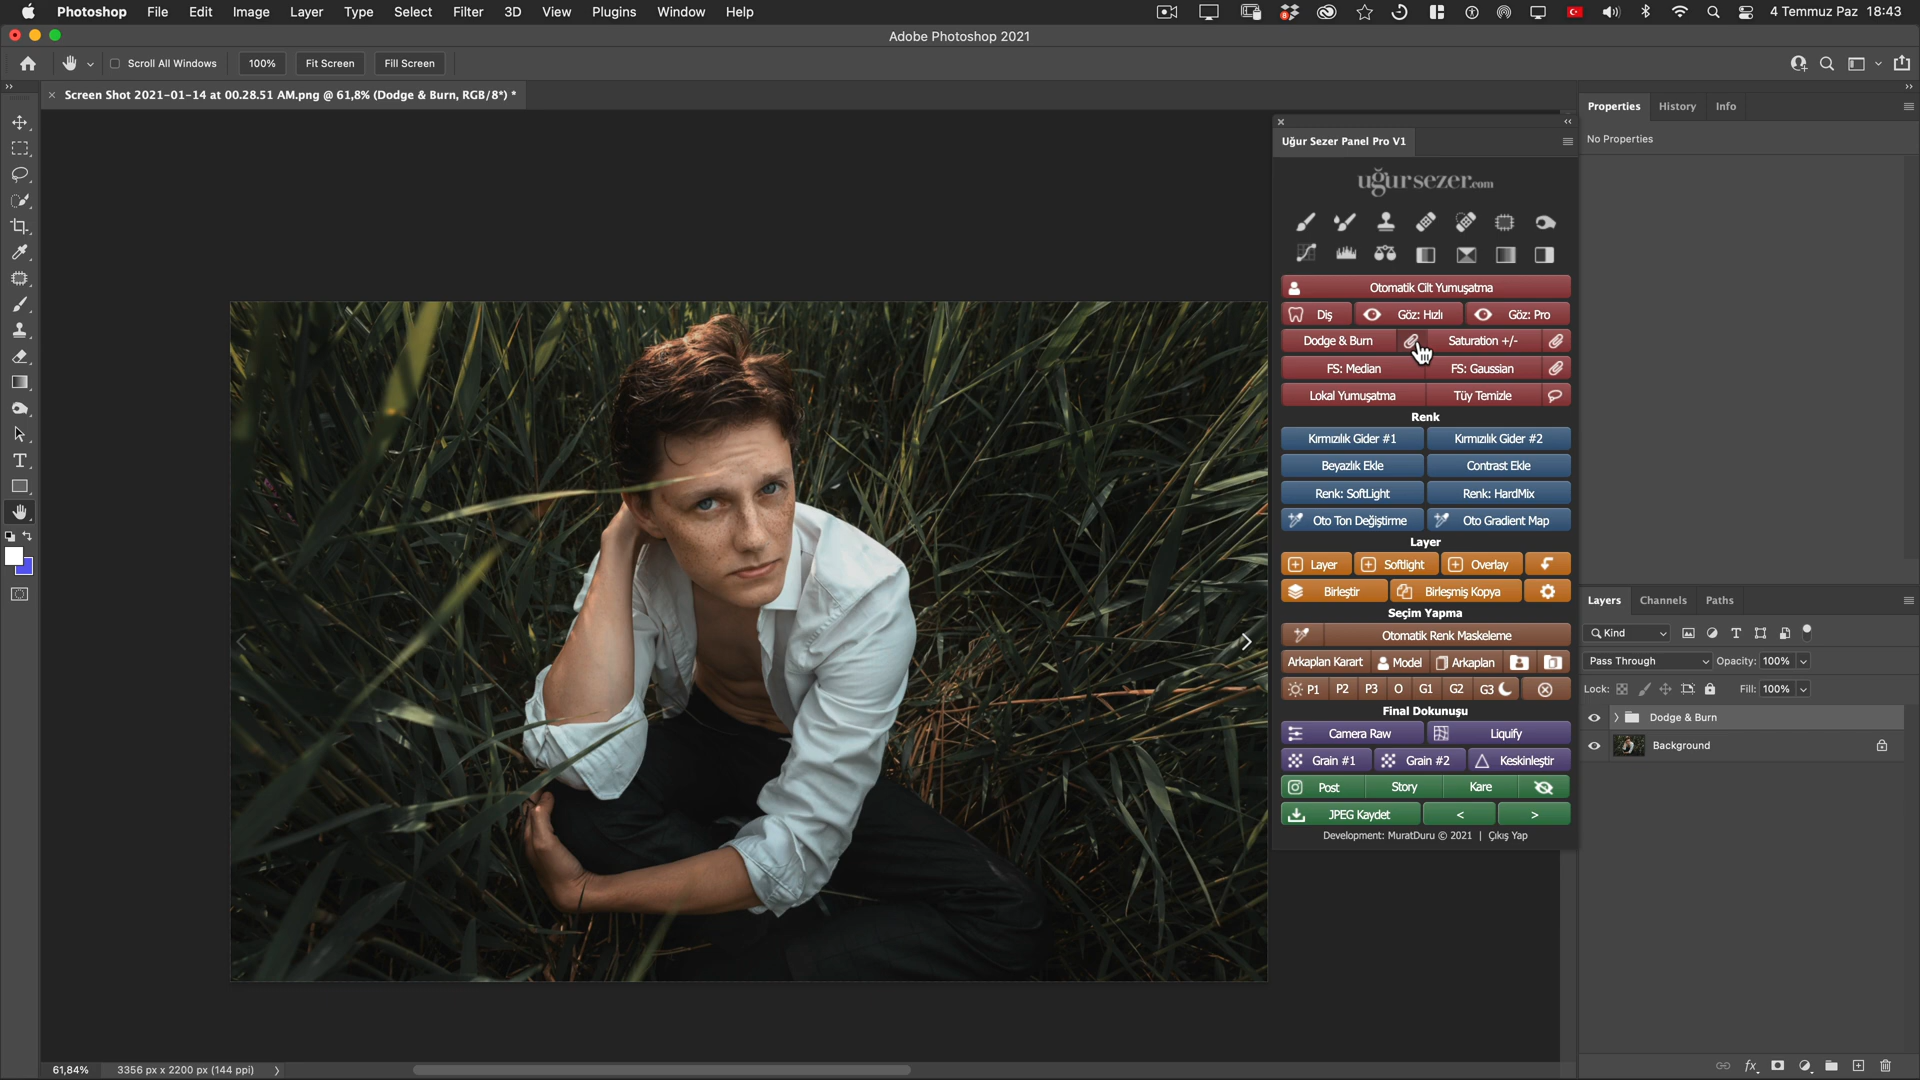 Photoshop File Edit Image Layer Type Select Filter 3D View Plugins Window Help 8 4 Temmuz Paz 18:43
Adobe Photoshop 2021
Scroll All Windows 100% Fit Screen Fill Screen
Screen Shot 2021-01-14 at 00.28.51 AM.png @ 61,8% (Dodge & Burn, RGB/8*) *
Uğur Sezer Panel Pro V1
uğursezer.com
Otomatik Cilt Yumuşatma
Diş Göz: Hızlı Göz: Pro
Dodge & Burn Saturation +/-
FS: Median FS: Gaussian
Lokal Yumuşatma Tüy Temizle
Renk
Kırmızılık Gider #1 Kırmızılık Gider #2
Beyazlık Ekle Contrast Ekle
Renk: SoftLight Renk: HardMix
Oto Ton Değiştirme Oto Gradient Map
Layer
Layer Softlight Overlay
Birleştir Birleşmiş Kopya
Seçim Yapma
Otomatik Renk Maskeleme
Arkaplan Karart Model Arkaplan
P1 P2 P3 O G1 G2 G3
Final Dokunuşu
Camera Raw Liquify
Grain #1 Grain #2 Keskinleştir
Post Story Kare
JPEG Kaydet < >
Development: MuratDuru © 2021 | Çıkış Yap
Properties History Info
No Properties
Layers Channels Paths
Kind
Pass Through Opacity: 100%
Lock: Fill: 100%
Dodge & Burn
Background
61,84% 3356 px x 2200 px (144 ppi)